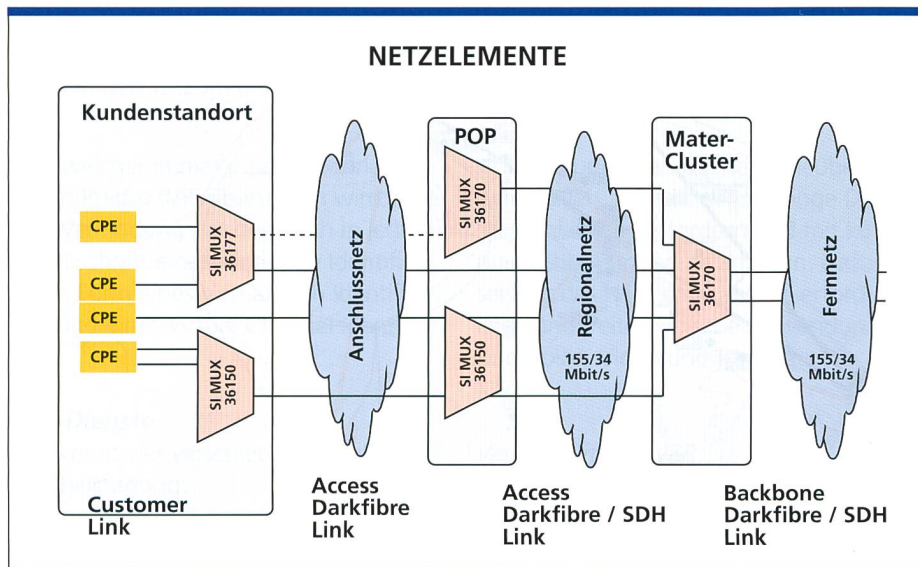 NETZELEMENTE
Kundenstandort
CPE
CPE
CPE
CPE
SI MUX
36177
SI MUX
36150
Customer
Link
Anschlussnetz
Access
Darkfibre
Link
POP
SI MUX
36170
SI MUX
36150
Regionalnetz
155/34
Mbit/s
Access
Darkfibre / SDH
Link
Mater-
Cluster
SI MUX
36170
Fernnetz
155/34
Mbit/s
Backbone
Darkfibre / SDH
Link